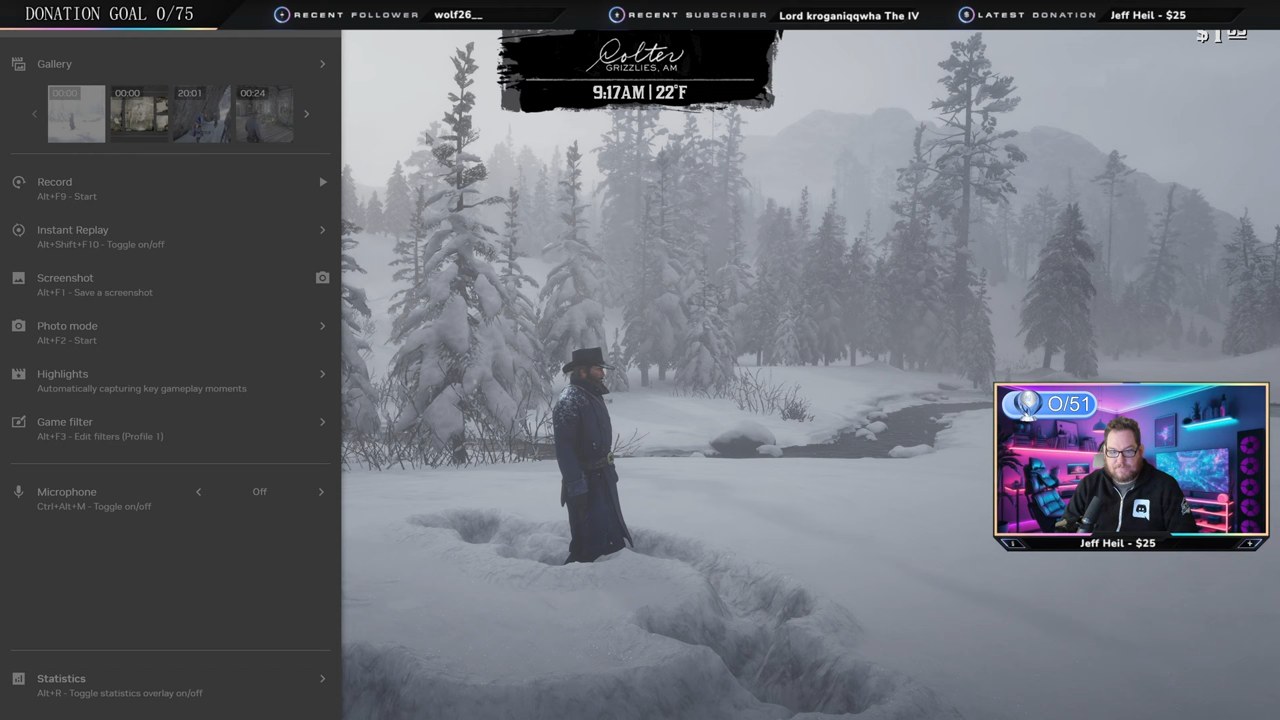 DONATION GOAL 0/75
RECENT FOLLOWER wolf26__
RECENT SUBSCRIBER Lord kroganiqqwha The IV
LATEST DONATION Jeff Heil - $25
Gallery
00:00 00:00 20:01 00:24
Record
Alt+F9 - Start
Instant Replay
Alt+Shift+F10 - Toggle on/off
Screenshot
Alt+F1 - Save a screenshot
Photo mode
Alt+F2 - Start
Highlights
Automatically capturing key gameplay moments
Game filter
Alt+F3 - Edit filters (Profile 1)
Microphone Off
Ctrl+Alt+M - Toggle on/off
Statistics
Alt+R - Toggle statistics overlay on/off
Colter
GRIZZLIES, AM
9:17AM | 22°F
0/51
Jeff Heil - $25